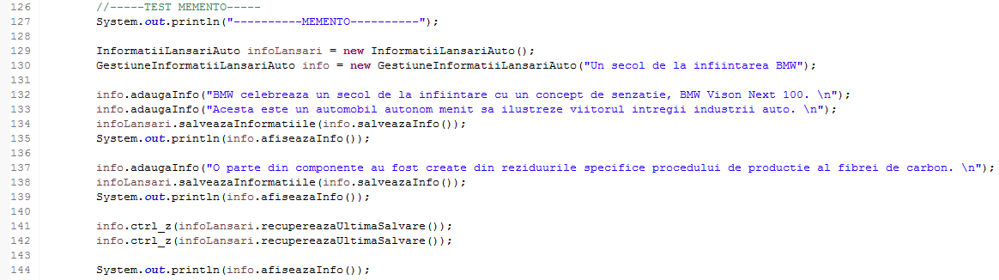 126 //-----TEST MEMENTO-----
127 System.out.println("----------MEMENTO----------");
128
129 InformatiiLansariAuto infoLansari = new InformatiiLansariAuto();
130 GestiuneInformatiiLansariAuto info = new GestiuneInformatiiLansariAuto("Un secol de la infiintarea BMW");
131
132 info.adaugaInfo("BMW celebreaza un secol de la infiintare cu un concept de senzatie, BMW Vison Next 100. \n");
133 info.adaugaInfo("Acesta este un automobil autonom menit sa ilustreze viitorul intregii industrii auto. \n");
134 infoLansari.salveazaInformatiile(info.salveazaInfo());
135 System.out.println(info.afiseazaInfo());
136
137 info.adaugaInfo("O parte din componente au fost create din reziduurile specifice procedului de productie al fibrei de carbon. \n");
138 infoLansari.salveazaInformatiile(info.salveazaInfo());
139 System.out.println(info.afiseazaInfo());
140
141 info.ctrl_z(infoLansari.recupereazaUltimaSalvare());
142 info.ctrl_z(infoLansari.recupereazaUltimaSalvare());
143
144 System.out.println(info.afiseazaInfo());